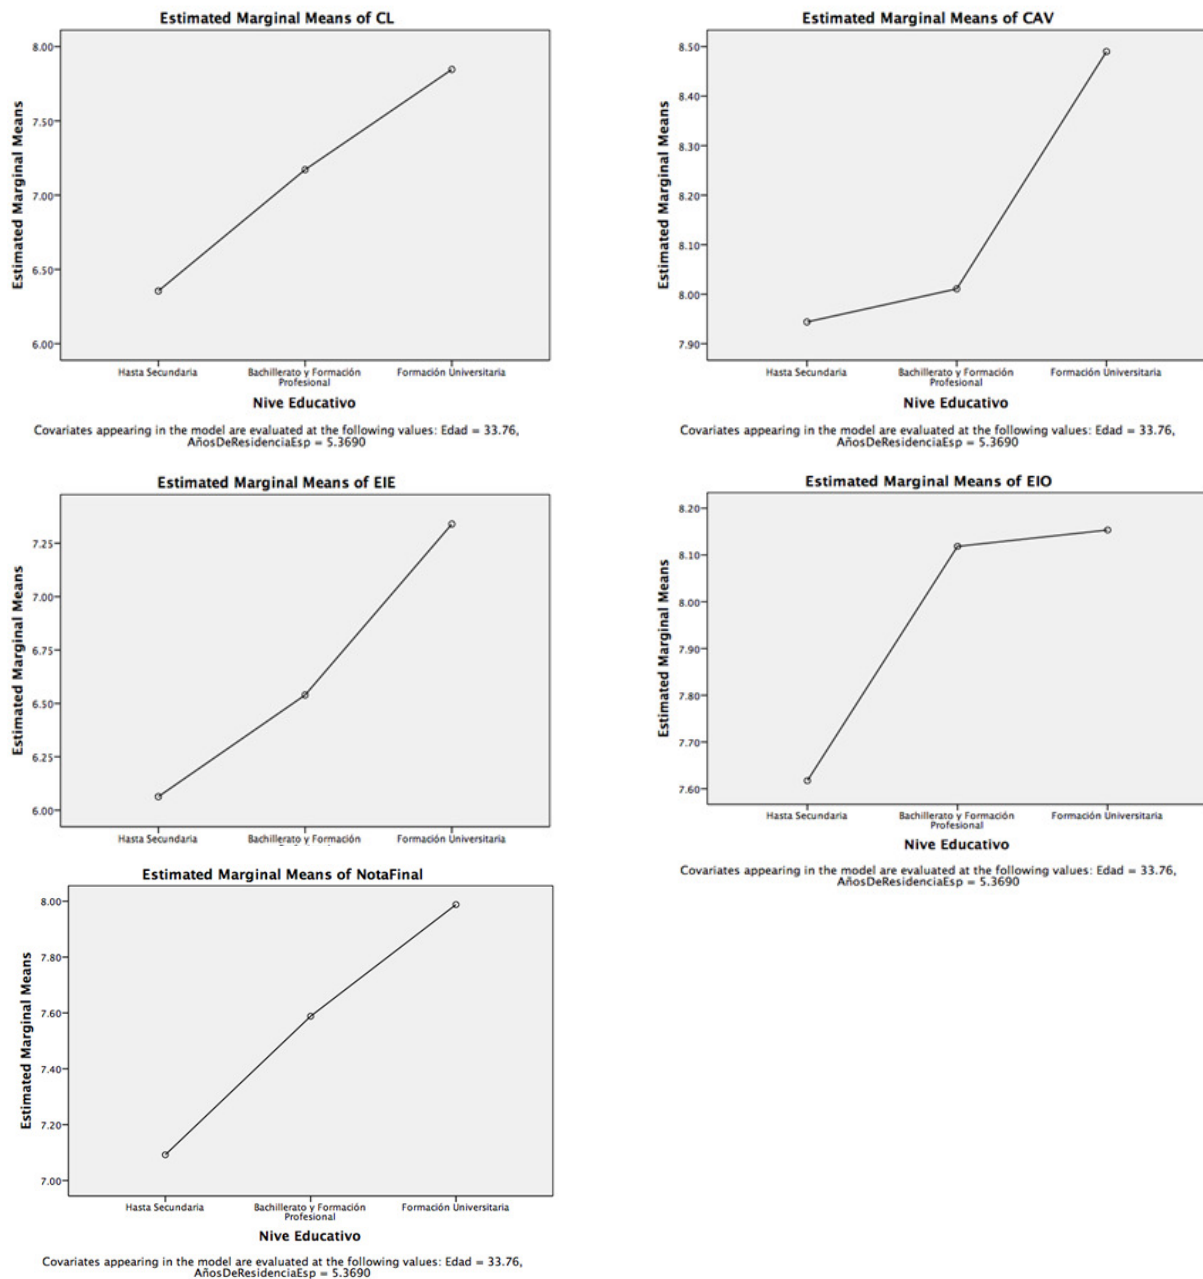 Estimated Marginal Means of CL
Estimated Marginal Means
8.00
7.50
7.00
6.50
6.00
Hasta Secundaria
Bachillerato y Formación
Profesional
Formación Universitaria
Nive Educativo
Covariates appearing in the model are evaluated at the following values: Edad = 33.76,
AñosDeResidenciaEsp = 5.3690
Estimated Marginal Means of CAV
Estimated Marginal Means
8.50
8.40
8.30
8.20
8.10
8.00
7.90
Hasta Secundaria
Bachillerato y Formación
Profesional
Formación Universitaria
Nive Educativo
Covariates appearing in the model are evaluated at the following values: Edad = 33.76,
AñosDeResidenciaEsp = 5.3690
Estimated Marginal Means of EIE
Estimated Marginal Means
7.25
7.00
6.75
6.50
6.25
6.00
Hasta Secundaria
Bachillerato y Formación
Formación Universitaria
Estimated Marginal Means of EIO
Estimated Marginal Means
8.20
8.10
8.00
7.90
7.80
7.70
7.60
Hasta Secundaria
Bachillerato y Formación
Profesional
Formación Universitaria
Nive Educativo
Covariates appearing in the model are evaluated at the following values: Edad = 33.76,
AñosDeResidenciaEsp = 5.3690
Estimated Marginal Means of NotaFinal
Estimated Marginal Means
8.00
7.80
7.60
7.40
7.20
7.00
Hasta Secundaria
Bachillerato y Formación
Profesional
Formación Universitaria
Nive Educativo
Covariates appearing in the model are evaluated at the following values: Edad = 33.76,
AñosDeResidenciaEsp = 5.3690